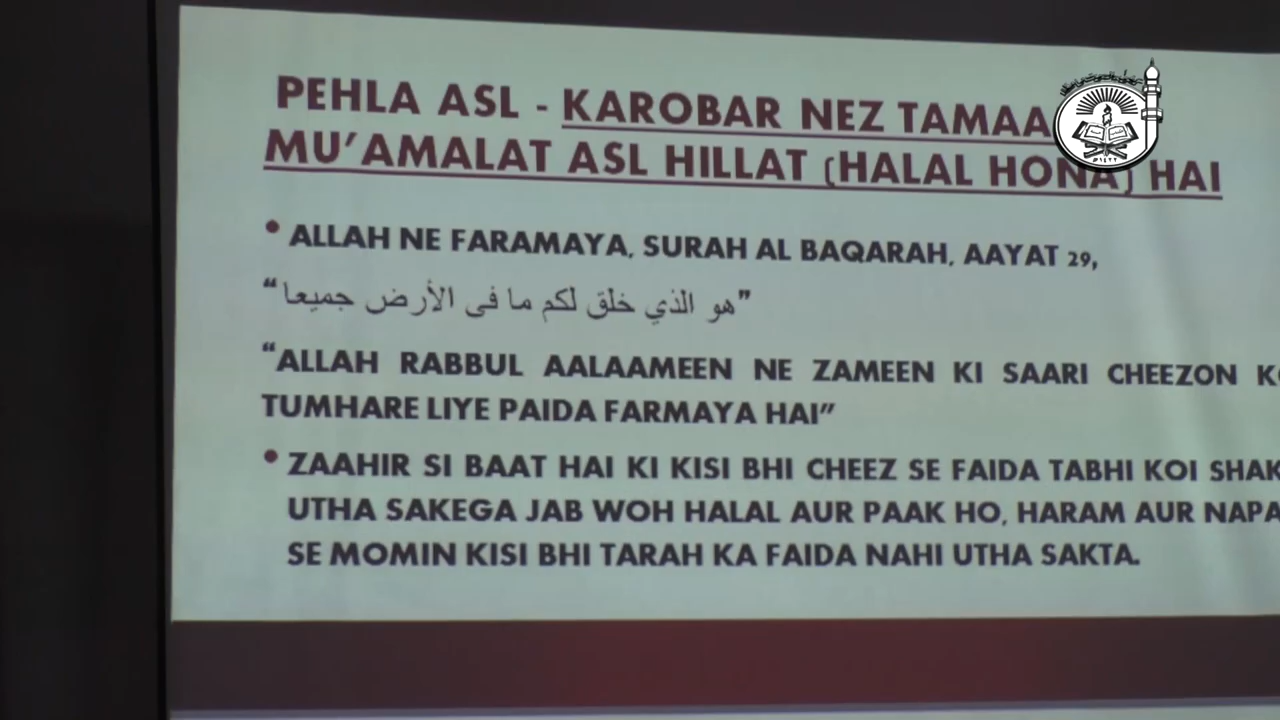 PEHLA ASL - KAROBAR NEZ TAMAA
MU'AMALAT ASL HILLAT (HALAL HONA) HAI
• ALLAH NE FARAMAYA, SURAH AL BAQARAH, AAYAT 29,
“هو الذي خلق لكم ما فى الأرض جميعا”
“ALLAH RABBUL AALAAMEEN NE ZAMEEN KI SAARI CHEEZON KO
TUMHARE LIYE PAIDA FARMAYA HAI”
• ZAAHIR SI BAAT HAI KI KISI BHI CHEEZ SE FAIDA TABHI KOI SHAK
UTHA SAKEGA JAB WOH HALAL AUR PAAK HO, HARAM AUR NAPA
SE MOMIN KISI BHI TARAH KA FAIDA NAHI UTHA SAKTA.